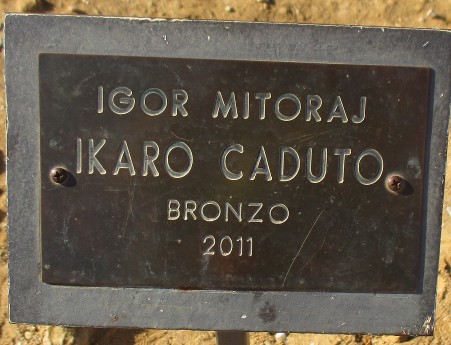 IGOR MITORAJ
IKARO CADUTO
BRONZO
2011